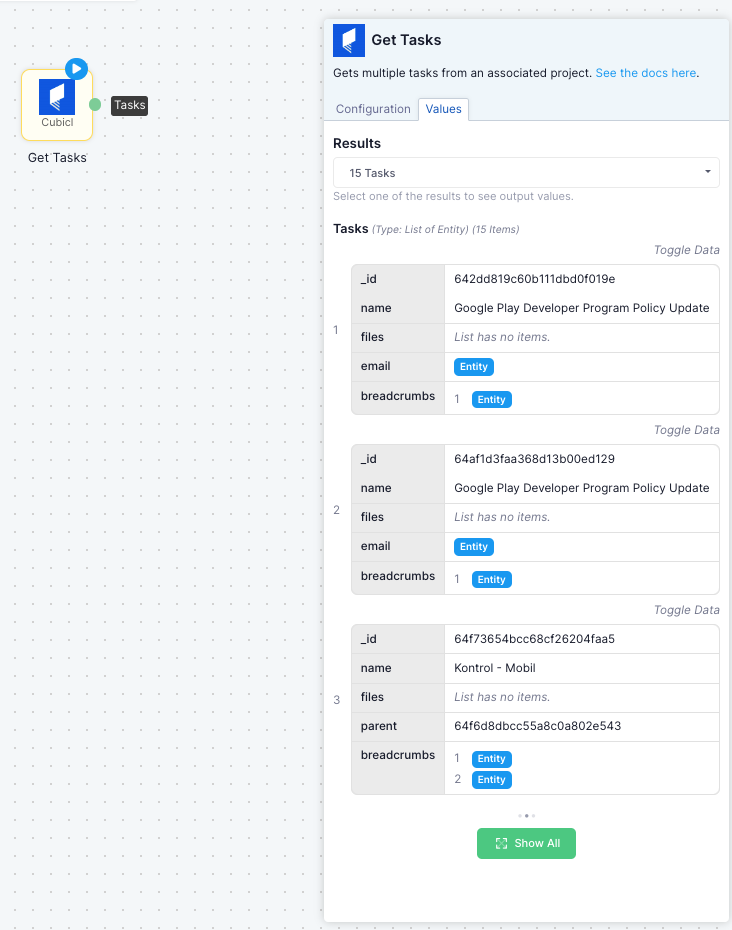 Cubicl
Tasks
Get Tasks
Get Tasks
Gets multiple tasks from an associated project. See the docs here.
Configuration
Values
Results
15 Tasks
Select one of the results to see output values.
Tasks (Type: List of Entity) (15 Items)
Toggle Data
1
_id 642dd819c60b111dbd0f019e
name Google Play Developer Program Policy Update
files List has no items.
email Entity
breadcrumbs 1 Entity
Toggle Data
2
_id 64af1d3faa368d13b00ed129
name Google Play Developer Program Policy Update
files List has no items.
email Entity
breadcrumbs 1 Entity
Toggle Data
3
_id 64f73654bcc68cf26204faa5
name Kontrol - Mobil
files List has no items.
parent 64f6d8dbcc55a8c0a802e543
breadcrumbs 1 Entity
2 Entity
Show All